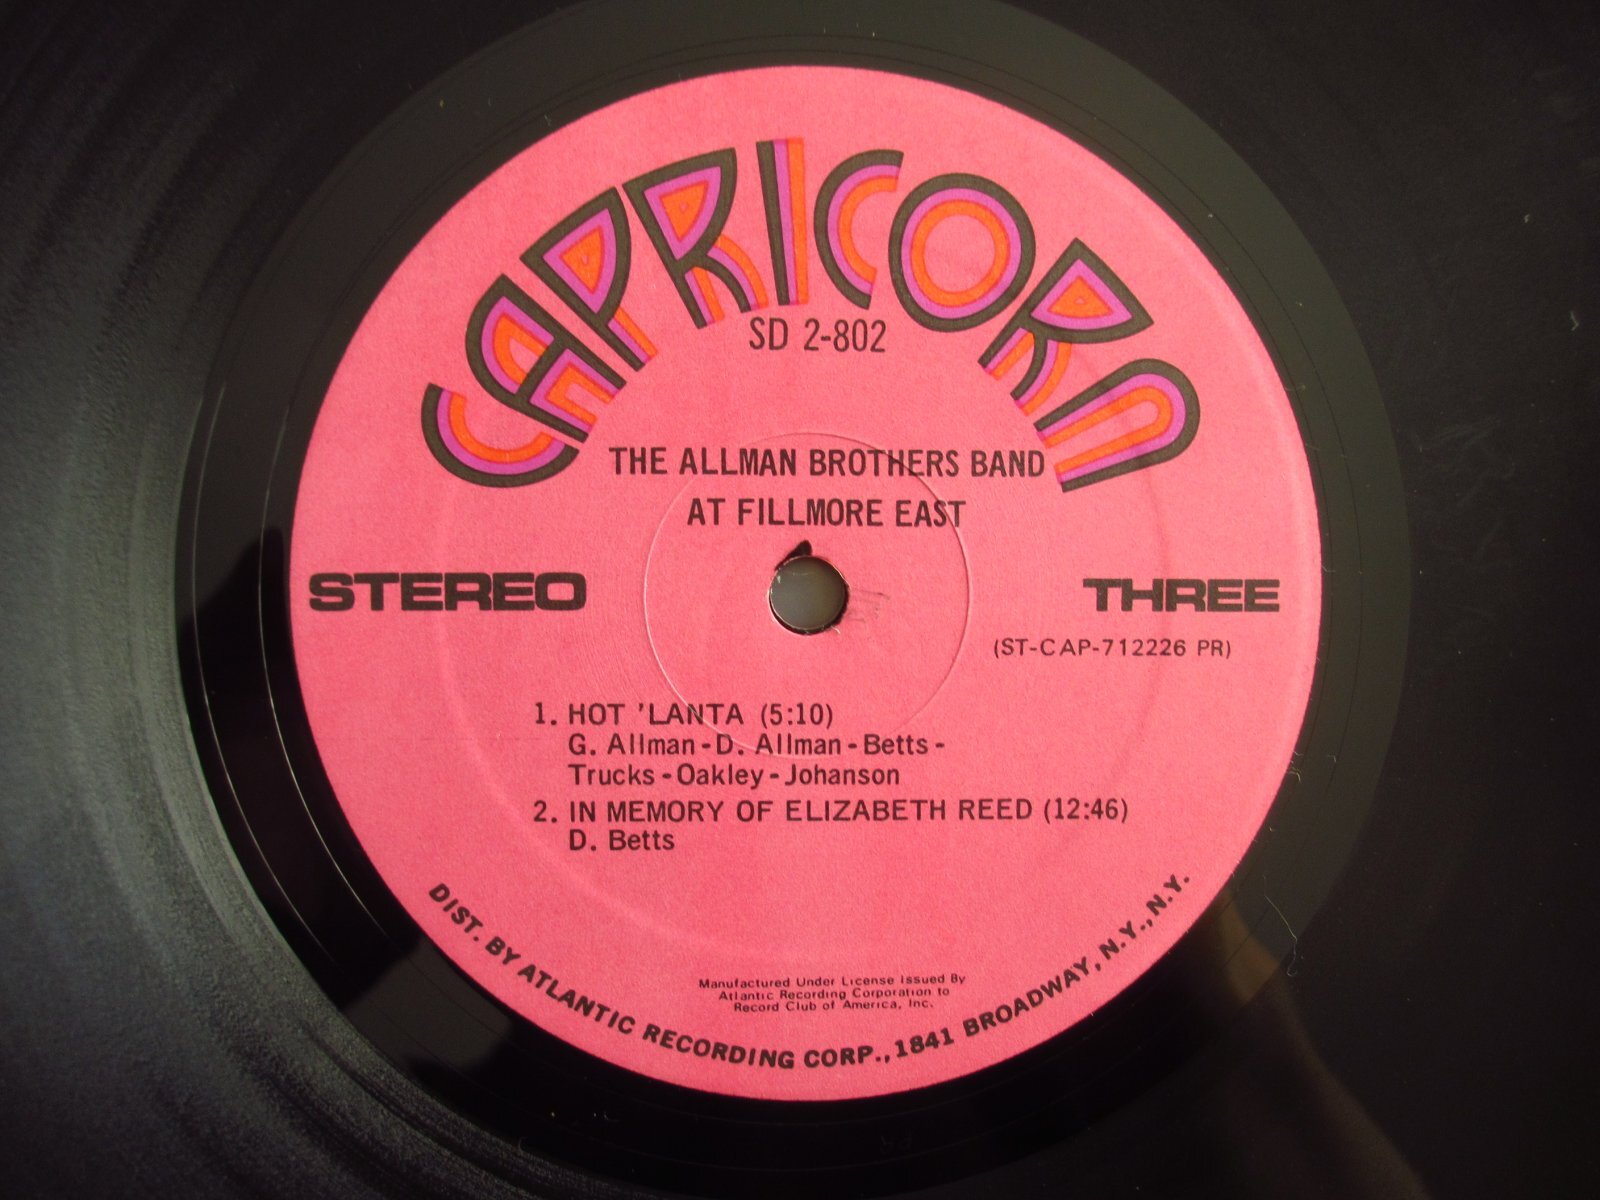 CAPRICORN
SD 2-802
THE ALLMAN BROTHERS BAND
AT FILLMORE EAST
STEREO
THREE
(ST-CAP-712226 PR)
1. HOT 'LANTA (5:10)
G. Allman - D. Allman - Betts -
Trucks - Oakley - Johanson
2. IN MEMORY OF ELIZABETH REED (12:46)
D. Betts
Manufactured Under License Issued By
Atlantic Recording Corporation to
Record Club of America, Inc.
DIST. BY ATLANTIC RECORDING CORP., 1841 BROADWAY, N.Y., N.Y.